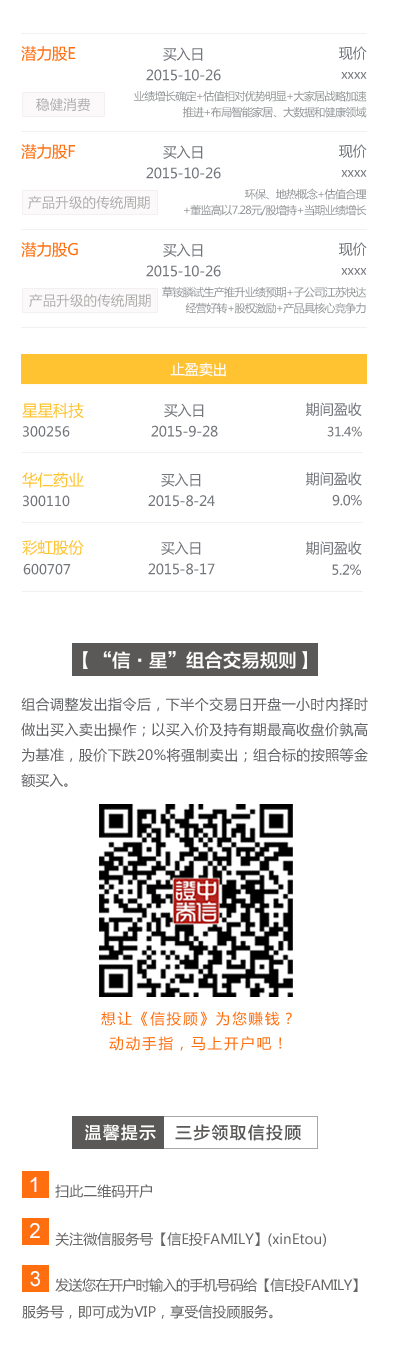 潜力股E 买入日 现价
2015-10-26 xxxx
稳健消费 业绩增长确定+估值相对优势明显+大家居战略加速
推进+布局智能家居、大数据和健康领域
潜力股F 买入日 现价
2015-10-26 xxxx
产品升级的传统周期 环保、地热概念+估值合理
+董监高以7.28元/股增持+当期业绩增长
潜力股G 买入日 现价
2015-10-26 xxxx
产品升级的传统周期 草铵膦试生产推升业绩预期+子公司江苏快达
经营好转+股权激励+产品具核心竞争力
止盈卖出
星星科技 买入日 期间盈收
300256 2015-9-28 31.4%
华仁药业 买入日 期间盈收
300110 2015-8-24 9.0%
彩虹股份 买入日 期间盈收
600707 2015-8-17 5.2%
【 “信·星”组合交易规则 】
组合调整发出指令后，下半个交易日开盘一小时内择时
做出买入卖出操作；以买入价及持有期最高收盘价孰高
为基准，股价下跌20%将强制卖出；组合标的按照等金
额买入。
中信證券
想让《信投顾》为您赚钱？
动动手指，马上开户吧！
温馨提示 三步领取信投顾
1 扫此二维码开户
2 关注微信服务号【信E投FAMILY】(xinEtou)
3 发送您在开户时输入的手机号码给【信E投FAMILY】
服务号，即可成为VIP，享受信投顾服务。